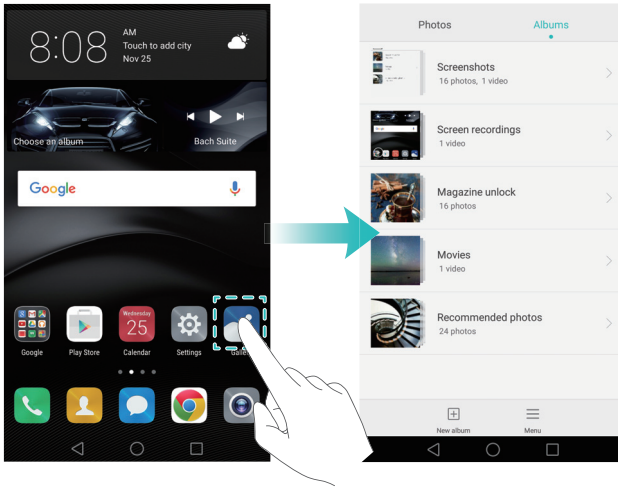 8:08
AM
Touch to add city
Nov 25
Choose an album
Bach Suite
Google
Wednesday
25
Google
Play Store
Calendar
Settings
Photos
Albums
Screenshots
16 photos, 1 video
Screen recordings
1 video
Magazine unlock
16 photos
Movies
1 video
Recommended photos
24 photos
New album
Menu